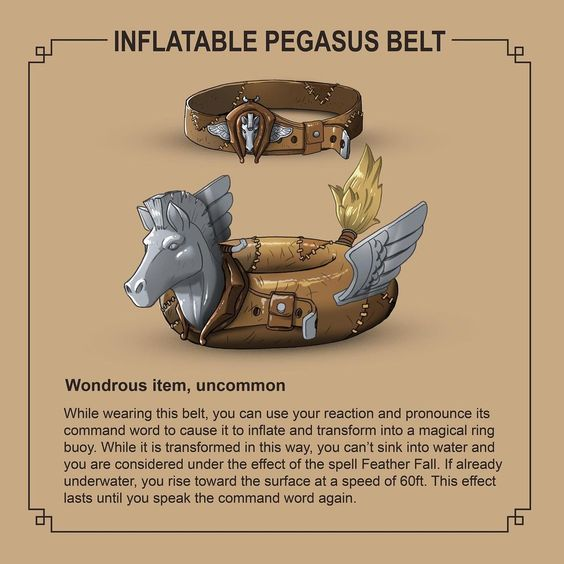 INFLATABLE PEGASUS BELT
Wondrous item, uncommon
While wearing this belt, you can use your reaction and pronounce its
command word to cause it to inflate and transform into a magical ring
buoy. While it is transformed in this way, you can’t sink into water and
you are considered under the effect of the spell Feather Fall. If already
underwater, you rise toward the surface at a speed of 60ft. This effect
lasts until you speak the command word again.